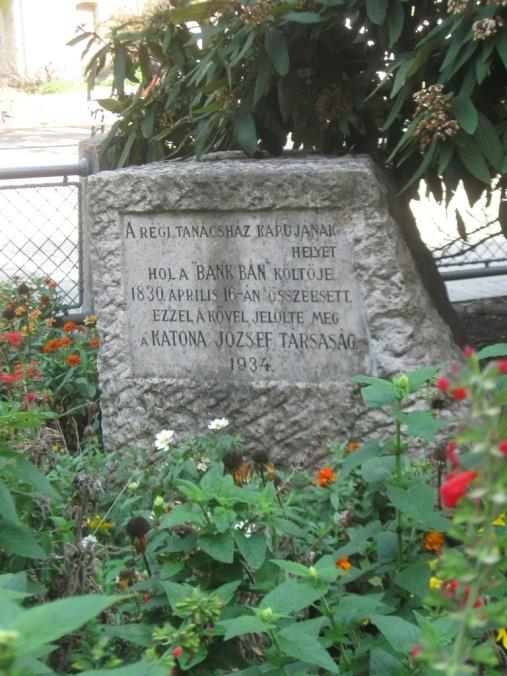 A RÉGI TANÁCSHÁZ KAPUJÁNAK
HELYÉT
HOL A "BÁNK BÁN" KÖLTŐJE
1830. ÁPRILIS 16-ÁN ÖSSZEESETT.
EZZEL A KŐVEL JELÖLTE MEG
A KATONA JÓZSEF TÁRSASÁG
1934.